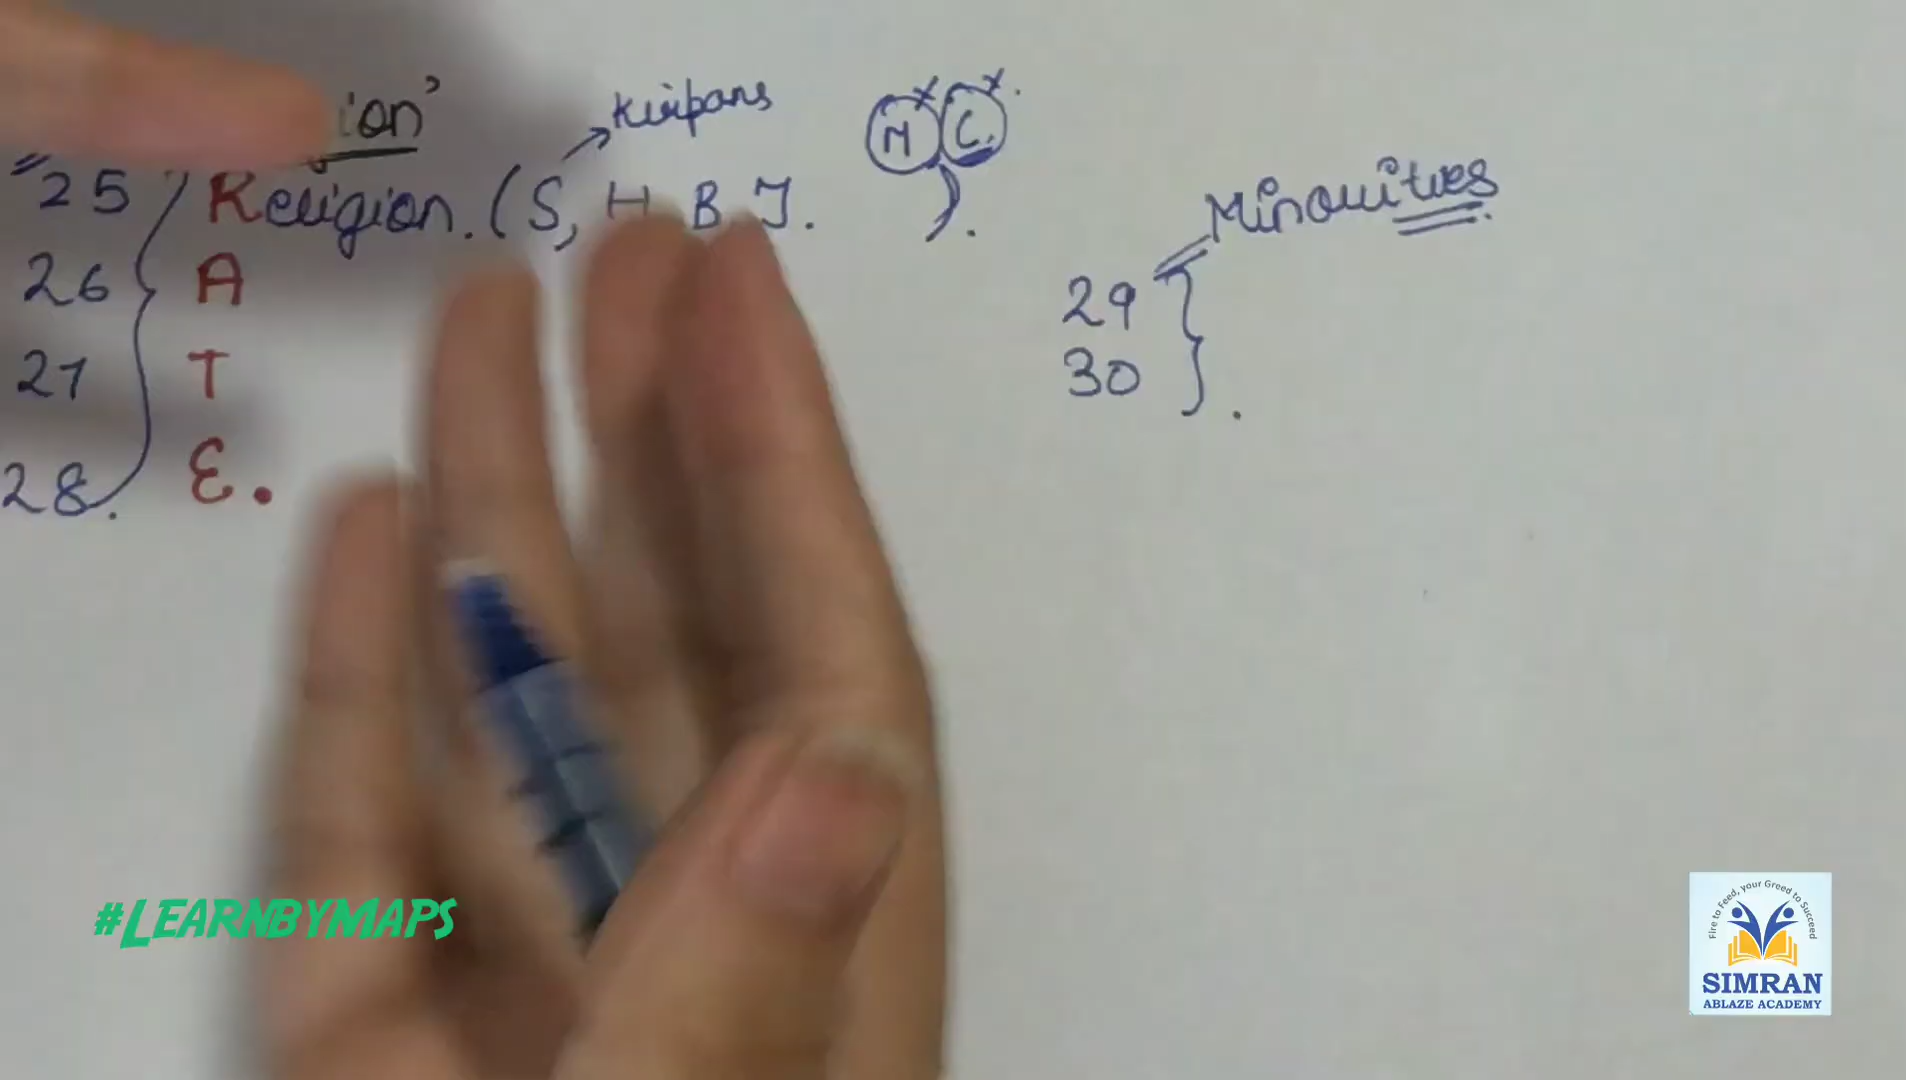 ion’
Kirpans
M C.
25 Religion. (S, H B J. ).
Minorities
26 A
27 T
28. E.
29
30
#LEARNBYMAPS
Fire to Feed, your Greed to Succeed
SIMRAN
ABLAZE ACADEMY